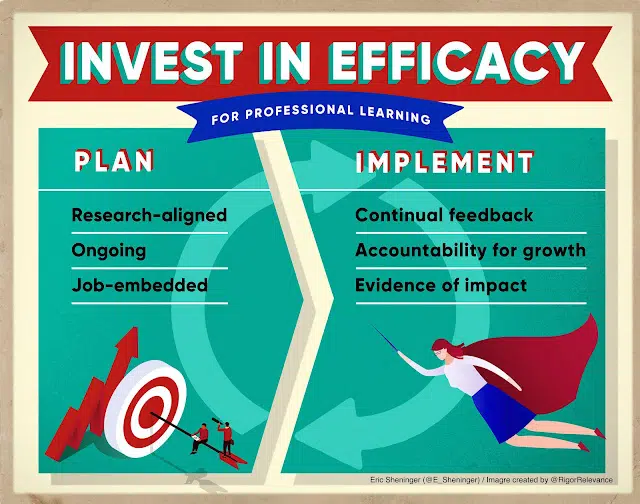 INVEST IN EFFICACY
FOR PROFESSIONAL LEARNING
PLAN
Research-aligned
Ongoing
Job-embedded
IMPLEMENT
Continual feedback
Accountability for growth
Evidence of impact
Eric Sheninger (@E_Sheninger) / Imagre created by @RigorRelevance